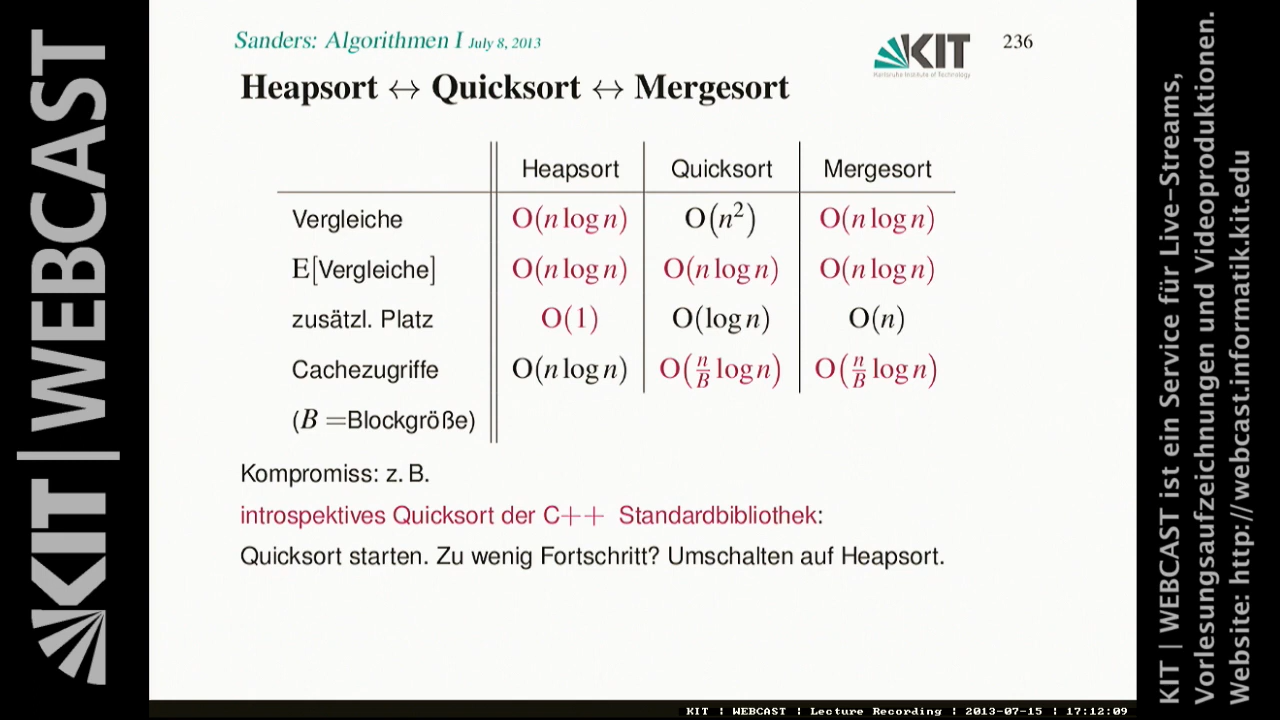 KIT | WEBCAST
Sanders: Algorithmen I July 8, 2013
KIT
Karlsruhe Institute of Technology
236
Heapsort ↔ Quicksort ↔ Mergesort
Heapsort Quicksort Mergesort
Vergleiche O(n log n) O(n²) O(n log n)
E[Vergleiche] O(n log n) O(n log n) O(n log n)
zusätzl. Platz O(1) O(log n) O(n)
Cachezugriffe O(n log n) O(n/B log n) O(n/B log n)
(B =Blockgröße)
Kompromiss: z. B.
introspektives Quicksort der C++ Standardbibliothek:
Quicksort starten. Zu wenig Fortschritt? Umschalten auf Heapsort.
KIT | WEBCAST | Lecture Recording | 2013-07-15 | 17:12:09
KIT | WEBCAST ist ein Service für Live-Streams,
Vorlesungsaufzeichnungen und Videoproduktionen.
Website: http://webcast.informatik.kit.edu